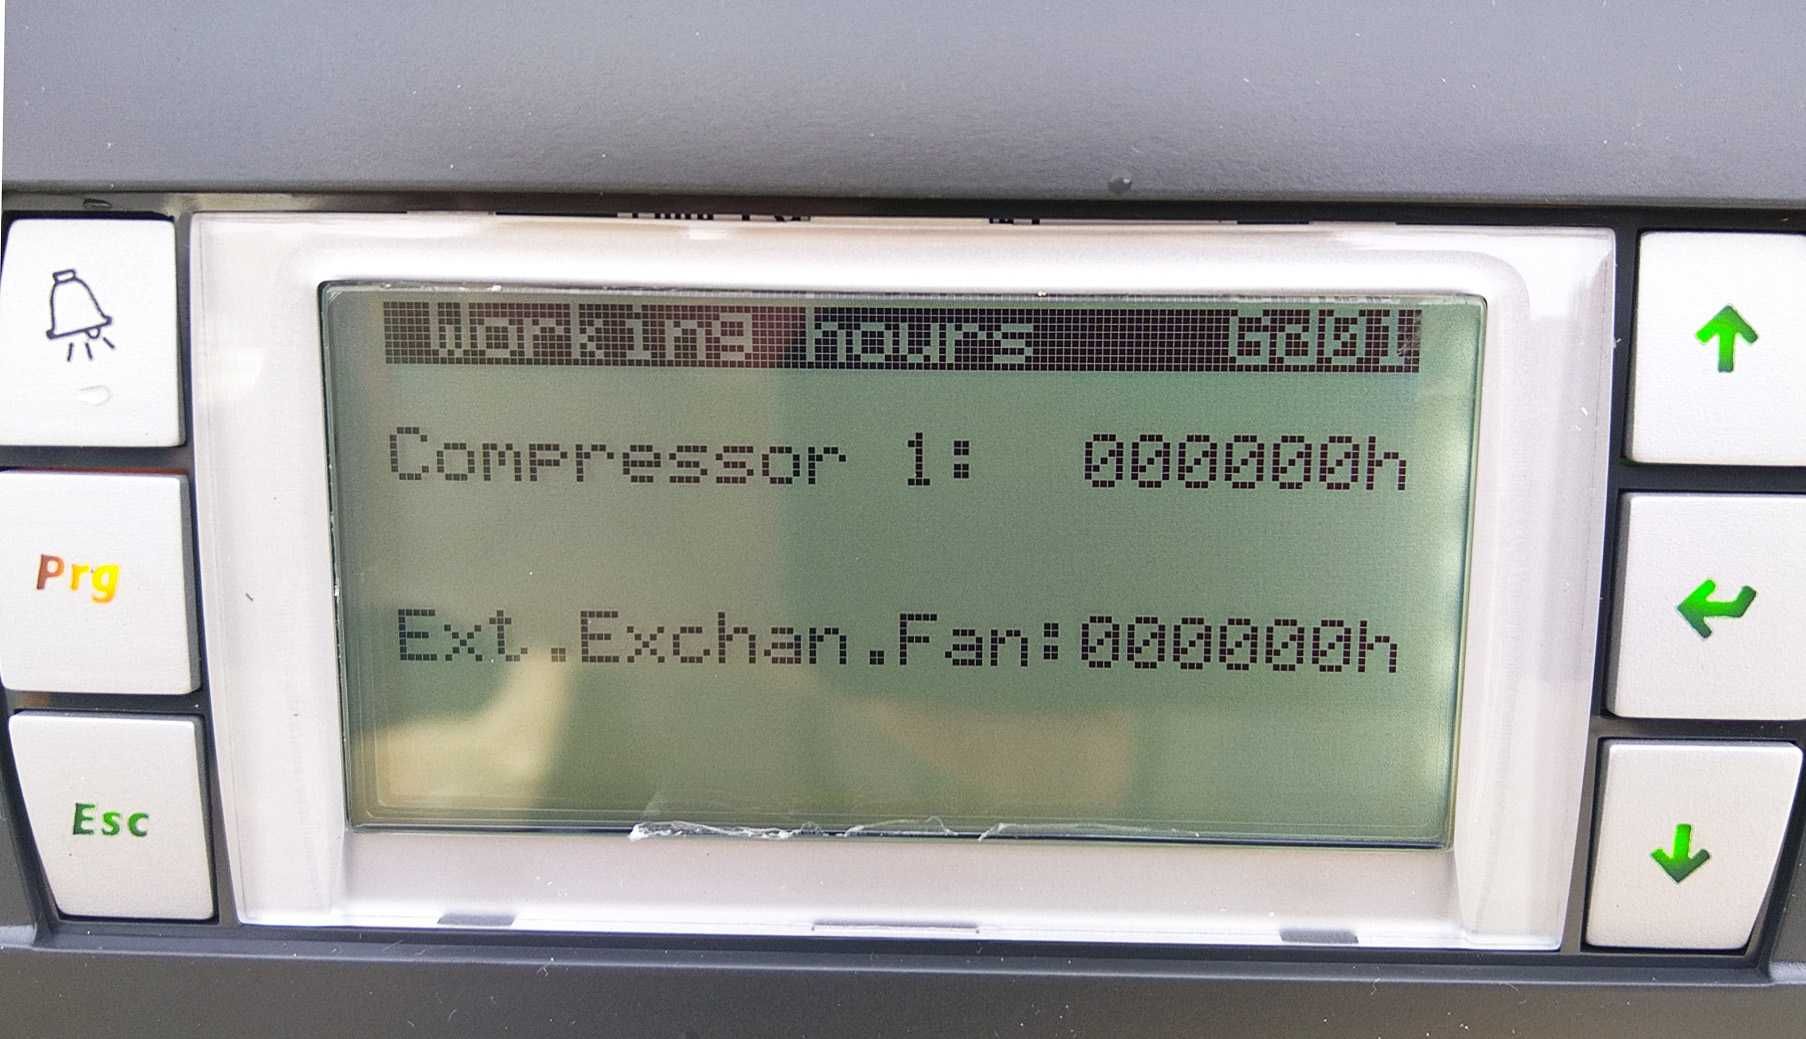 Working hours Gd01
Compressor 1: 000000h
Prg
Ext.Exchan.Fan:000000h
Esc